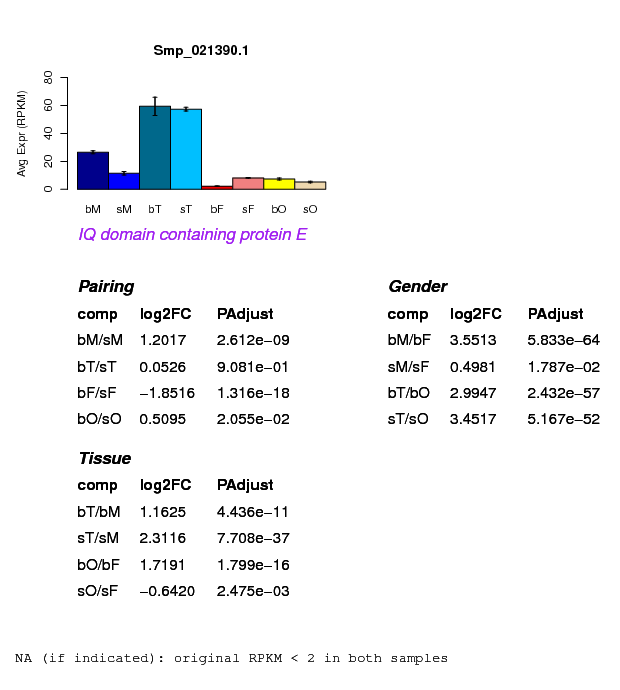 Smp_021390.1
Avg Expr (RPKM)
80
60
40
20
0
bM sM bT sT bF sF bO sO
IQ domain containing protein E
Pairing
comp log2FC PAdjust
bM/sM 1.2017 2.612e−09
bT/sT 0.0526 9.081e−01
bF/sF −1.8516 1.316e−18
bO/sO 0.5095 2.055e−02
Gender
comp log2FC PAdjust
bM/bF 3.5513 5.833e−64
sM/sF 0.4981 1.787e−02
bT/bO 2.9947 2.432e−57
sT/sO 3.4517 5.167e−52
Tissue
comp log2FC PAdjust
bT/bM 1.1625 4.436e−11
sT/sM 2.3116 7.708e−37
bO/bF 1.7191 1.799e−16
sO/sF −0.6420 2.475e−03
NA (if indicated): original RPKM < 2 in both samples